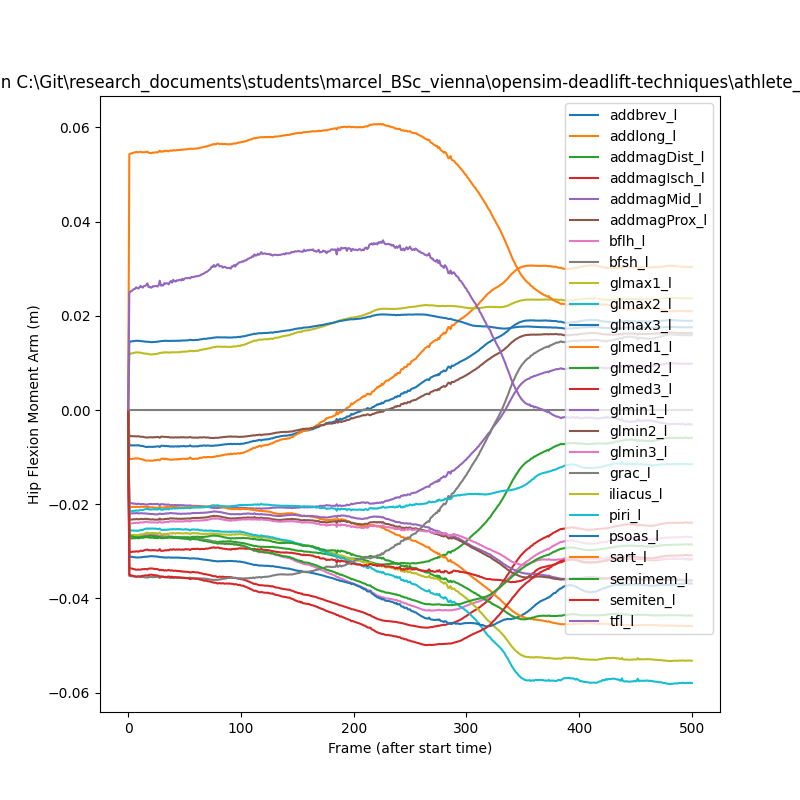 n C:\Git\research_documents\students\marcel_BSc_vienna\opensim-deadlift-techniques\athlete_
Hip Flexion Moment Arm (m)
0.06
0.04
0.02
0.00
−0.02
−0.04
−0.06
addbrev_l
addlong_l
addmagDist_l
addmagIsch_l
addmagMid_l
addmagProx_l
bflh_l
bfsh_l
glmax1_l
glmax2_l
glmax3_l
glmed1_l
glmed2_l
glmed3_l
glmin1_l
glmin2_l
glmin3_l
grac_l
iliacus_l
piri_l
psoas_l
sart_l
semimem_l
semiten_l
tfl_l
0 100 200 300 400 500
Frame (after start time)